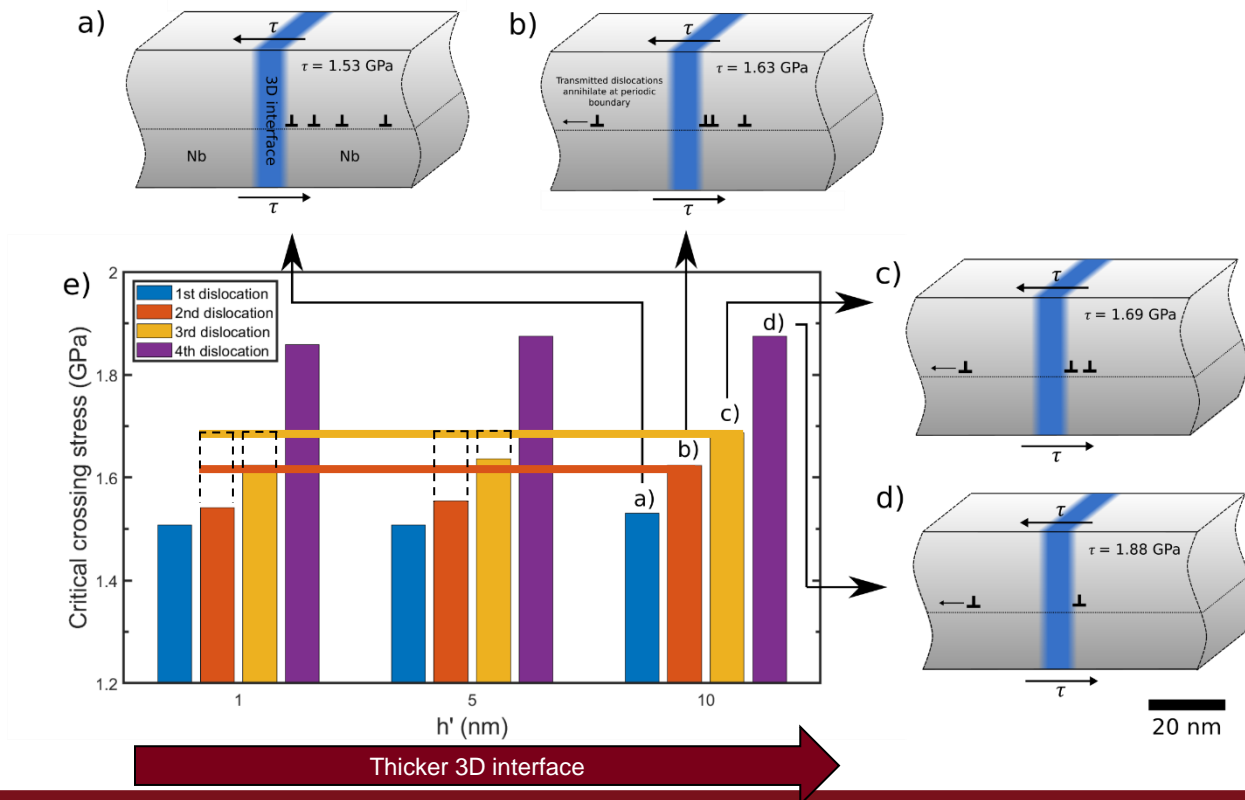 a)
τ
τ = 1.53 GPa
3D interface
Nb
Nb
τ
b)
τ
τ = 1.63 GPa
Transmitted dislocations
annihilate at periodic
boundary
τ
c)
τ
τ = 1.69 GPa
τ
d)
τ
τ = 1.88 GPa
τ
20 nm
e)
1st dislocation
2nd dislocation
3rd dislocation
4th dislocation
Critical crossing stress (GPa)
2
1.8
1.6
1.4
1.2
a)
b)
c)
d)
1
5
10
h' (nm)
Thicker 3D interface